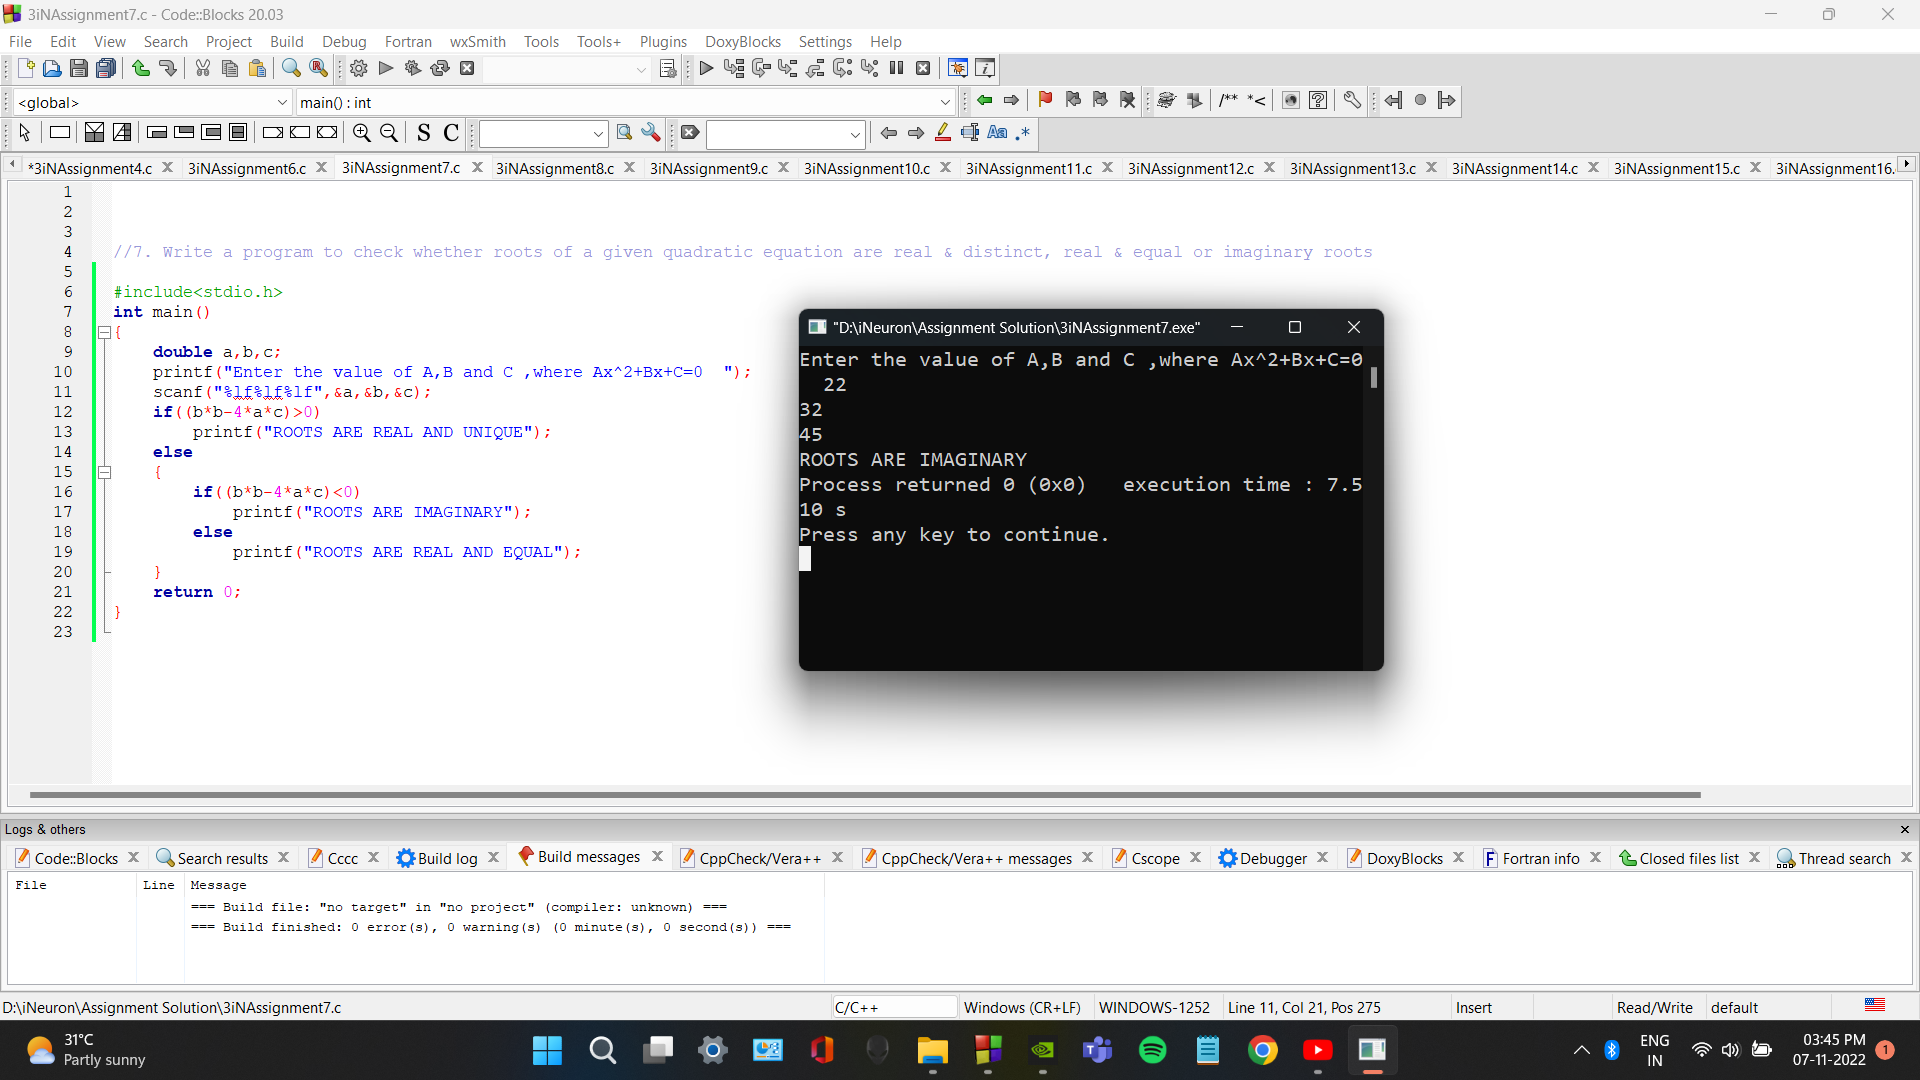 3iNAssignment7.c - Code::Blocks 20.03
File Edit View Search Project Build Debug Fortran wxSmith Tools Tools+ Plugins DoxyBlocks Settings Help
<global> main() : int
/** *<
S C Aa .*
*3iNAssignment4.c 3iNAssignment6.c 3iNAssignment7.c 3iNAssignment8.c 3iNAssignment9.c 3iNAssignment10.c 3iNAssignment11.c 3iNAssignment12.c 3iNAssignment13.c 3iNAssignment14.c 3iNAssignment15.c 3iNAssignment16.
1
2
3
4 //7. Write a program to check whether roots of a given quadratic equation are real & distinct, real & equal or imaginary roots
5
6 #include<stdio.h>
7 int main()
8 {
9 double a,b,c;
10 printf("Enter the value of A,B and C ,where Ax^2+Bx+C=0  ");
11 scanf("%lf%lf%lf",&a,&b,&c);
12 if((b*b-4*a*c)>0)
13 printf("ROOTS ARE REAL AND UNIQUE");
14 else
15 {
16 if((b*b-4*a*c)<0)
17 printf("ROOTS ARE IMAGINARY");
18 else
19 printf("ROOTS ARE REAL AND EQUAL");
20 }
21 return 0;
22 }
23
"D:\iNeuron\Assignment Solution\3iNAssignment7.exe"
Enter the value of A,B and C ,where Ax^2+Bx+C=0
22
32
45
ROOTS ARE IMAGINARY
Process returned 0 (0x0)   execution time : 7.5
10 s
Press any key to continue.
Logs & others
Code::Blocks Search results Cccc Build log Build messages CppCheck/Vera++ CppCheck/Vera++ messages Cscope Debugger DoxyBlocks Fortran info Closed files list Thread search
File Line Message
=== Build file: "no target" in "no project" (compiler: unknown) ===
=== Build finished: 0 error(s), 0 warning(s) (0 minute(s), 0 second(s)) ===
D:\iNeuron\Assignment Solution\3iNAssignment7.c C/C++ Windows (CR+LF) WINDOWS-1252 Line 11, Col 21, Pos 275 Insert Read/Write default
31°C
Partly sunny
ENG
IN
03:45 PM
07-11-2022
1